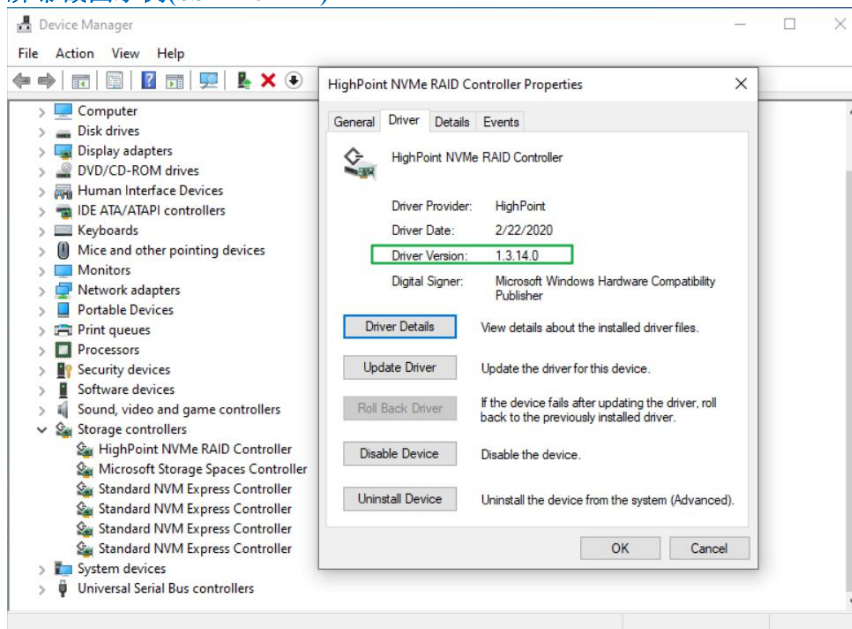 Device Manager
File Action View Help
Computer
Disk drives
Display adapters
DVD/CD-ROM drives
Human Interface Devices
IDE ATA/ATAPI controllers
Keyboards
Mice and other pointing devices
Monitors
Network adapters
Portable Devices
Print queues
Processors
Security devices
Software devices
Sound, video and game controllers
Storage controllers
HighPoint NVMe RAID Controller
Microsoft Storage Spaces Controller
Standard NVM Express Controller
Standard NVM Express Controller
Standard NVM Express Controller
Standard NVM Express Controller
System devices
Universal Serial Bus controllers
HighPoint NVMe RAID Controller Properties
General Driver Details Events
HighPoint NVMe RAID Controller
Driver Provider: HighPoint
Driver Date: 2/22/2020
Driver Version: 1.3.14.0
Digital Signer: Microsoft Windows Hardware Compatibility
Publisher
Driver Details View details about the installed driver files.
Update Driver Update the driver for this device.
Roll Back Driver If the device fails after updating the driver, roll
back to the previously installed driver.
Disable Device Disable the device.
Uninstall Device Uninstall the device from the system (Advanced).
OK Cancel